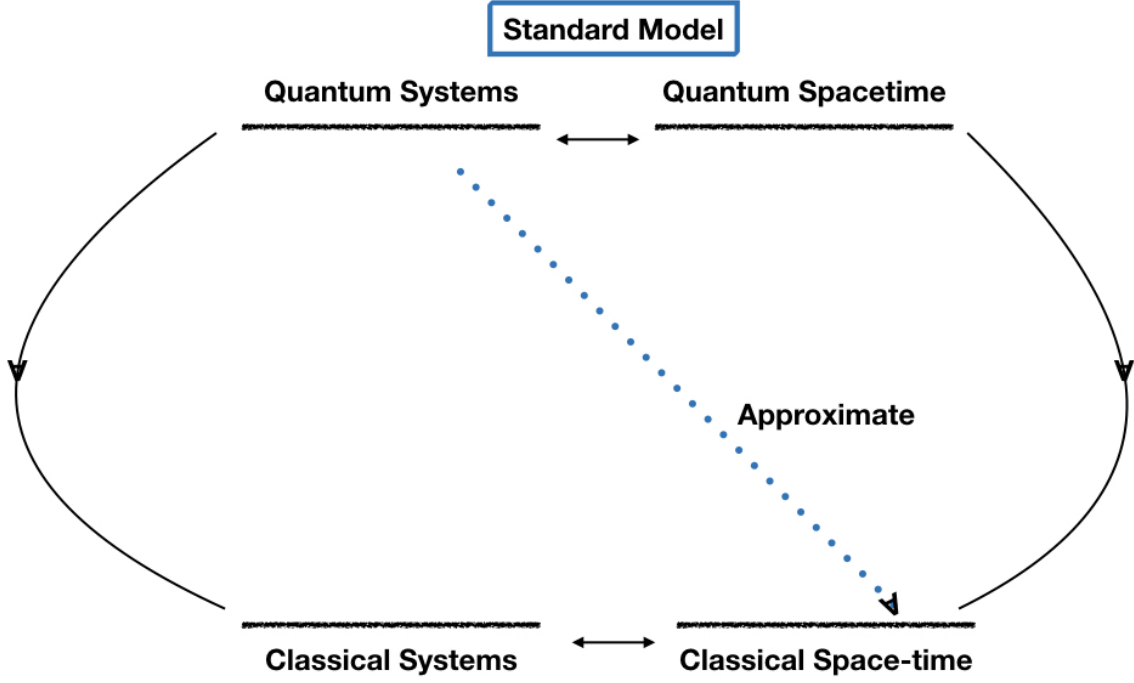 Standard Model
Quantum Systems
Quantum Spacetime
Approximate
Classical Systems
Classical Space-time